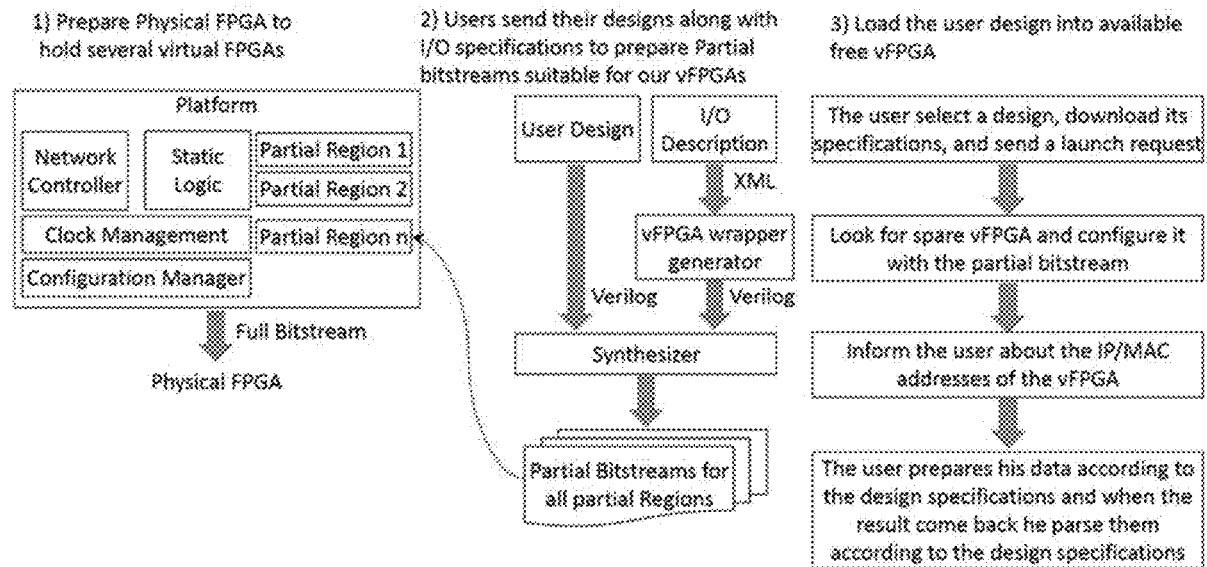 1) Prepare Physical FPGA to
hold several virtual FPGAs
Platform
Network
Controller
Static
Logic
Partial Region 1
Partial Region 2
Clock Management
Partial Region n
Configuration Manager
Full Bitstream
Physical FPGA
2) Users send their designs along with
I/O specifications to prepare Partial
bitstreams suitable for our vFPGAs
User Design
I/O
Description
XML
vFPGA wrapper
generator
Verilog
Verilog
Synthesizer
Partial Bitstreams for
all partial Regions
3) Load the user design into available
free vFPGA
The user select a design, download its
specifications, and send a launch request
Look for spare vFPGA and configure it
with the partial bitstream
Inform the user about the IP/MAC
addresses of the vFPGA
The user prepares his data according to
the design specifications and when the
result come back he parse them
according to the design specifications